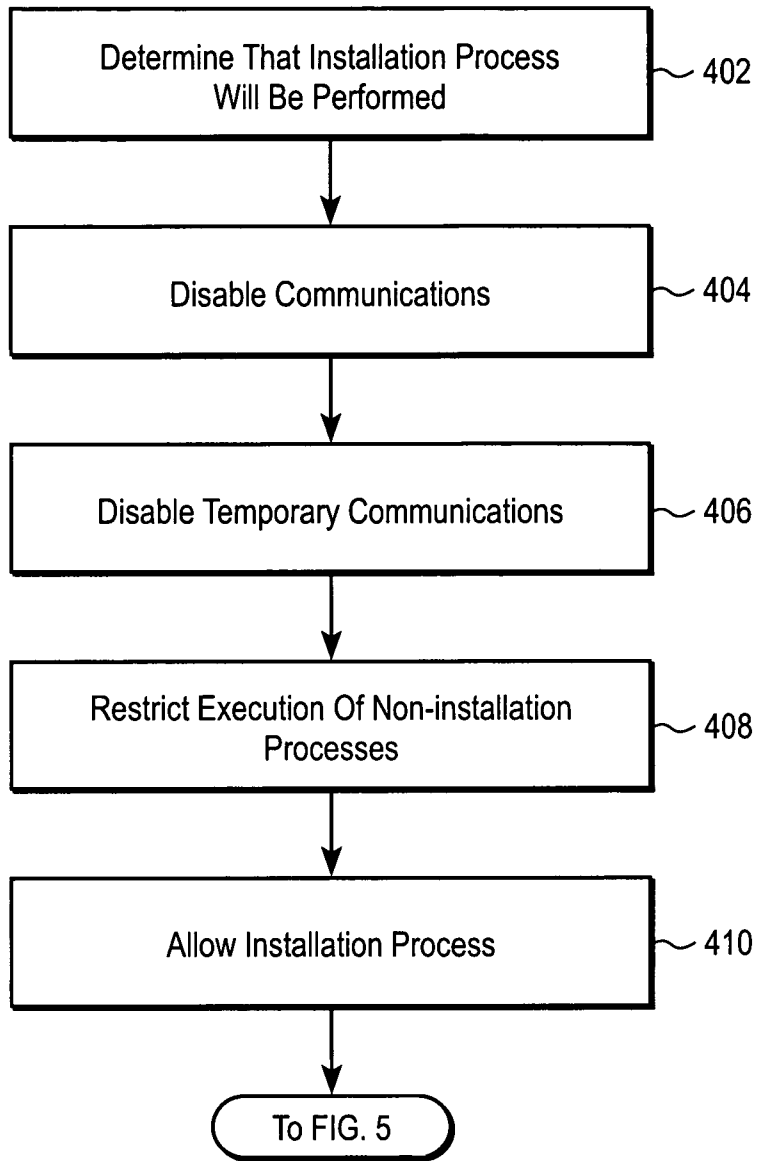 Determine That Installation Process
Will Be Performed
402
Disable Communications
404
Disable Temporary Communications
406
Restrict Execution Of Non-installation
Processes
408
Allow Installation Process
410
To FIG. 5